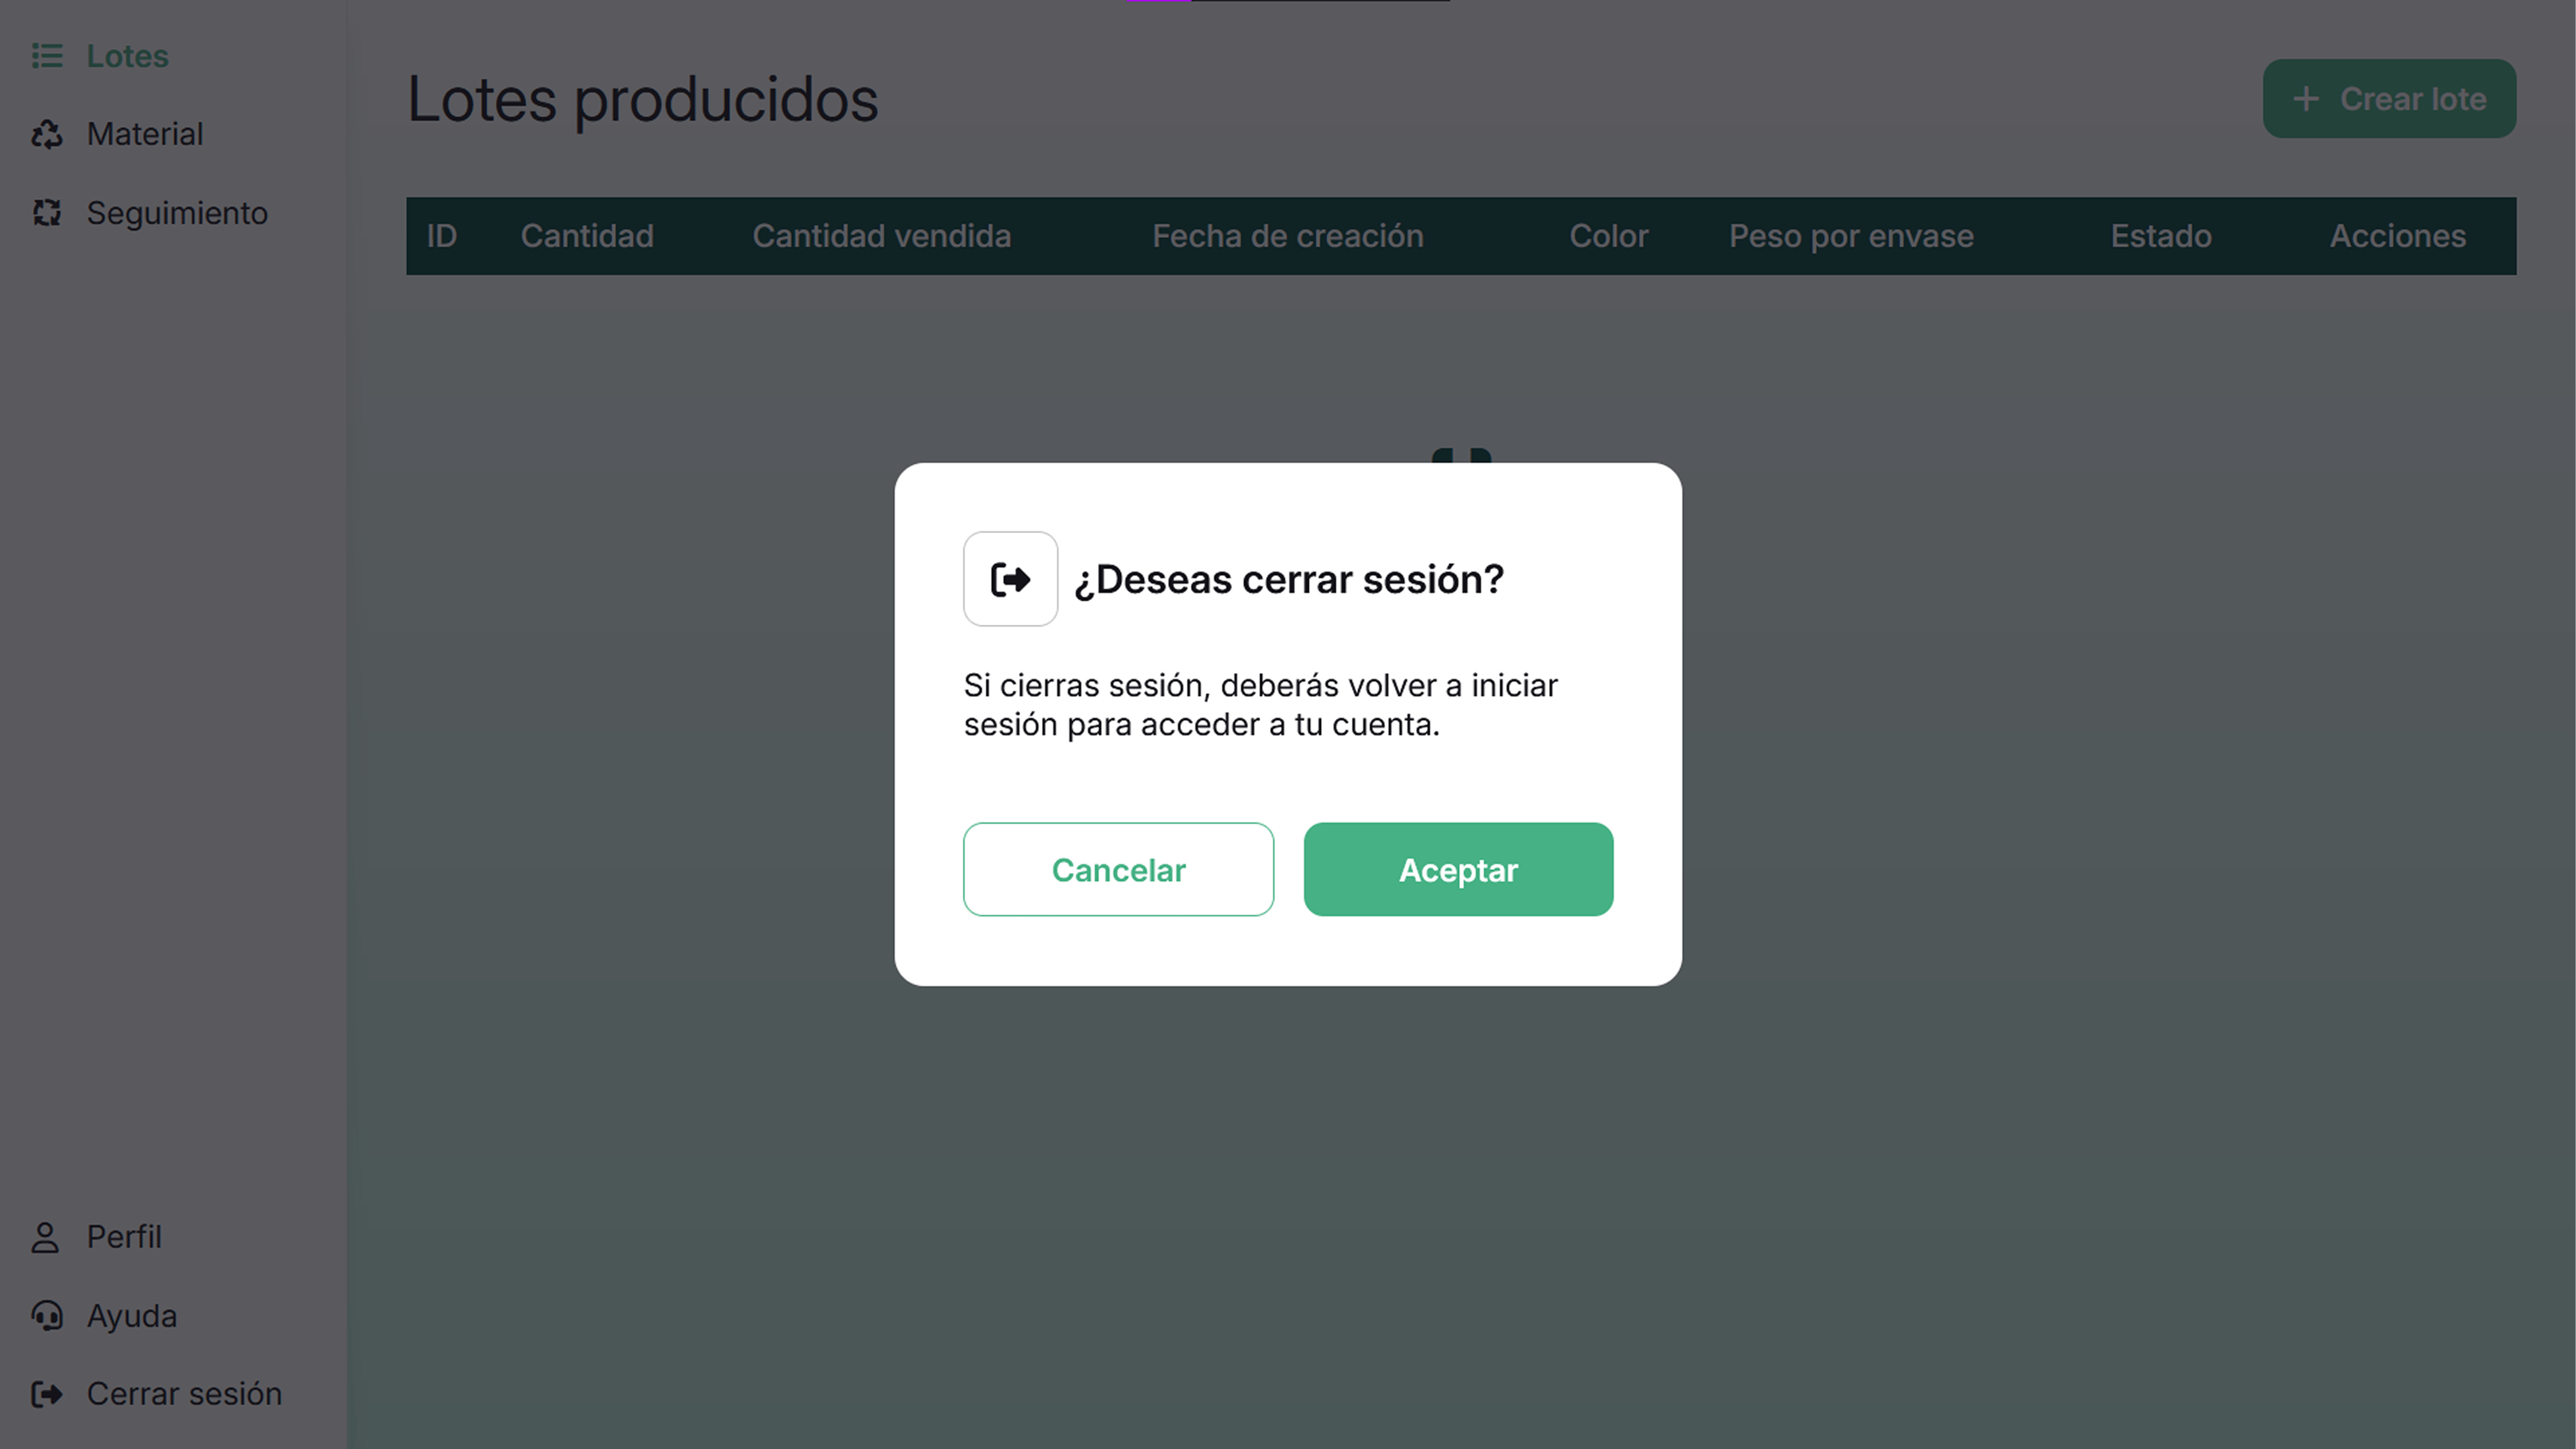 Lotes
Material
Seguimiento
Lotes producidos
Crear lote
ID Cantidad Cantidad vendida Fecha de creación Color Peso por envase Estado Acciones
¿Deseas cerrar sesión?
Si cierras sesión, deberás volver a iniciar
sesión para acceder a tu cuenta.
Cancelar Aceptar
Perfil
Ayuda
Cerrar sesión